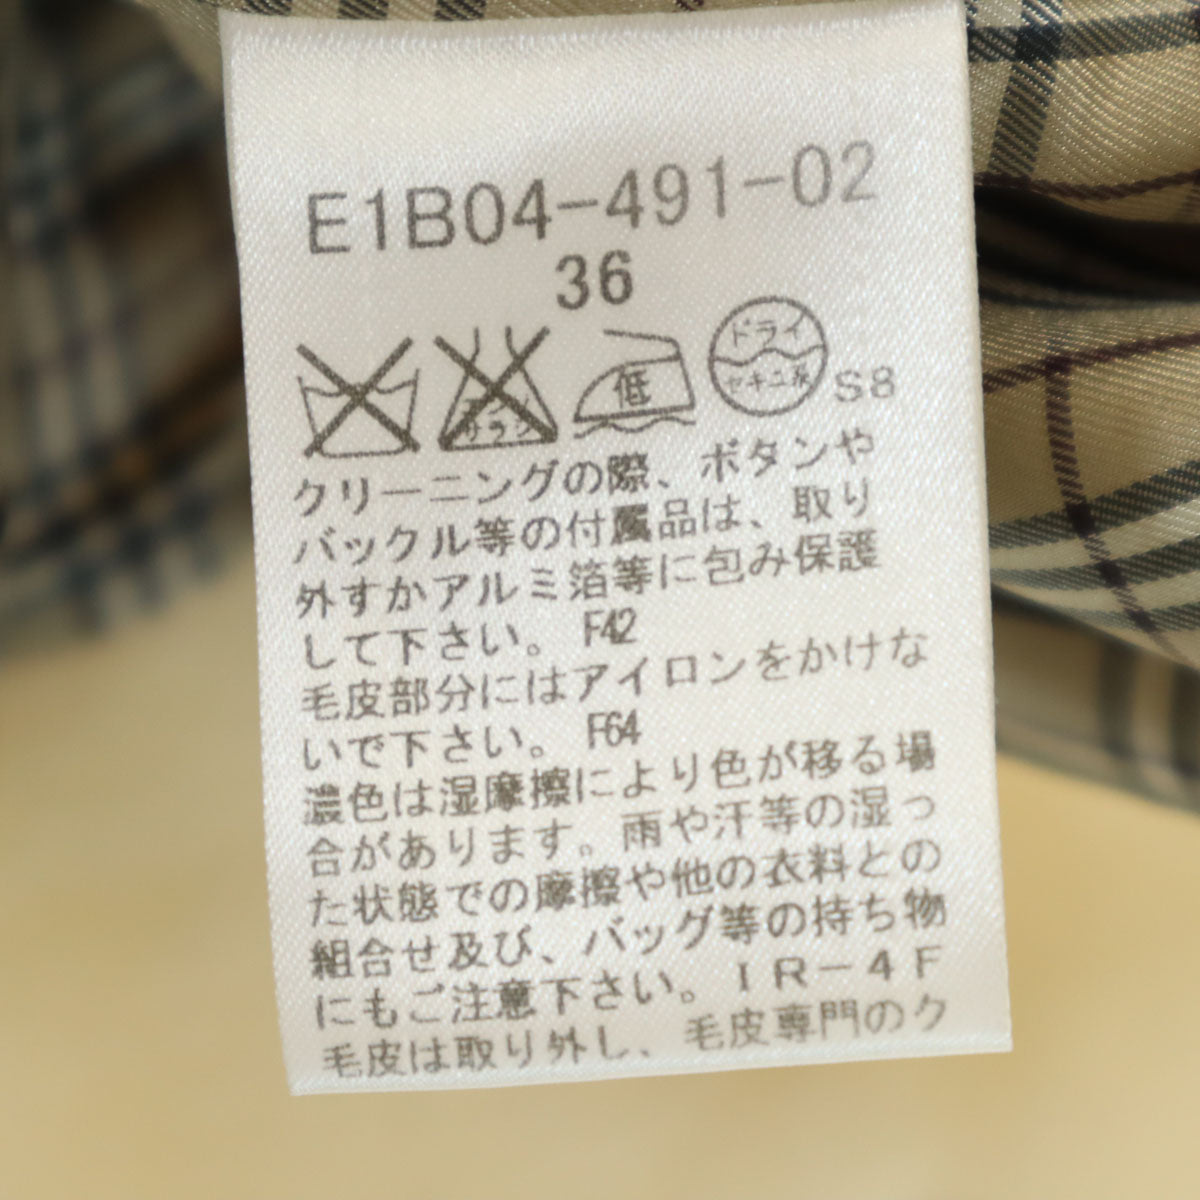 E1B04-491-02
36
エンソ
サラシ
低
ドライ
セキユ系
S8
クリーニングの際、ボタンや
バックル等の付属品は、取り
外すかアルミ箔等に包み保護
して下さい。 F42
毛皮部分にはアイロンをかけな
いで下さい。 F64
濃色は湿摩擦により色が移る場
合があります。雨や汗等の湿っ
た状態での摩擦や他の衣料との
組合せ及び、バッグ等の持ち物
にもご注意下さい。IR-4F
毛皮は取り外し、毛皮専門のク